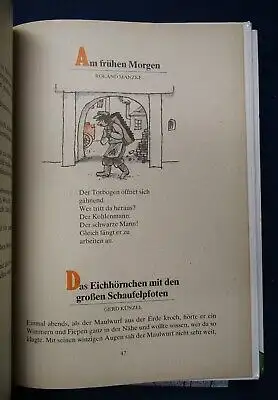 Am frühen Morgen
ROLAND MANZKE
Der Torbogen öffnet sich
gähnend.
Wer tritt da heraus?
Der Kohlenmann.
Der schwarze Mann!
Gleich fängt er zu
arbeiten an.
Das Eichhörnchen mit den
großen Schaufelpfoten
GERD KÜNZEL
Einmal abends, als der Maulwurf aus der Erde kroch, hörte er ein
Wimmern und Fiepen ganz in der Nähe und wollte wissen, wer da so
klagte. Mit seinen winzigen Augen sah der Maulwurf nicht sehr weit,
47